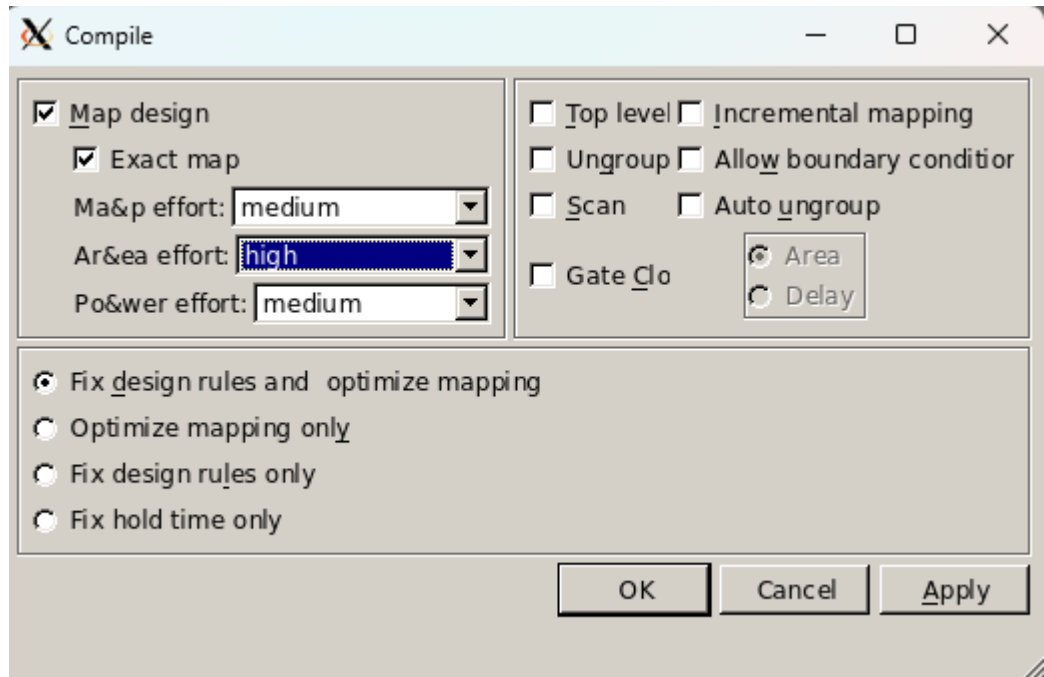 Compile
Map design
Exact map
Ma&p effort: medium
Ar&ea effort: high
Po&wer effort: medium
Top level Incremental mapping
Ungroup Allow boundary condition
Scan Auto ungroup
Gate Clo
Area
Delay
Fix design rules and optimize mapping
Optimize mapping only
Fix design rules only
Fix hold time only
OK Cancel Apply